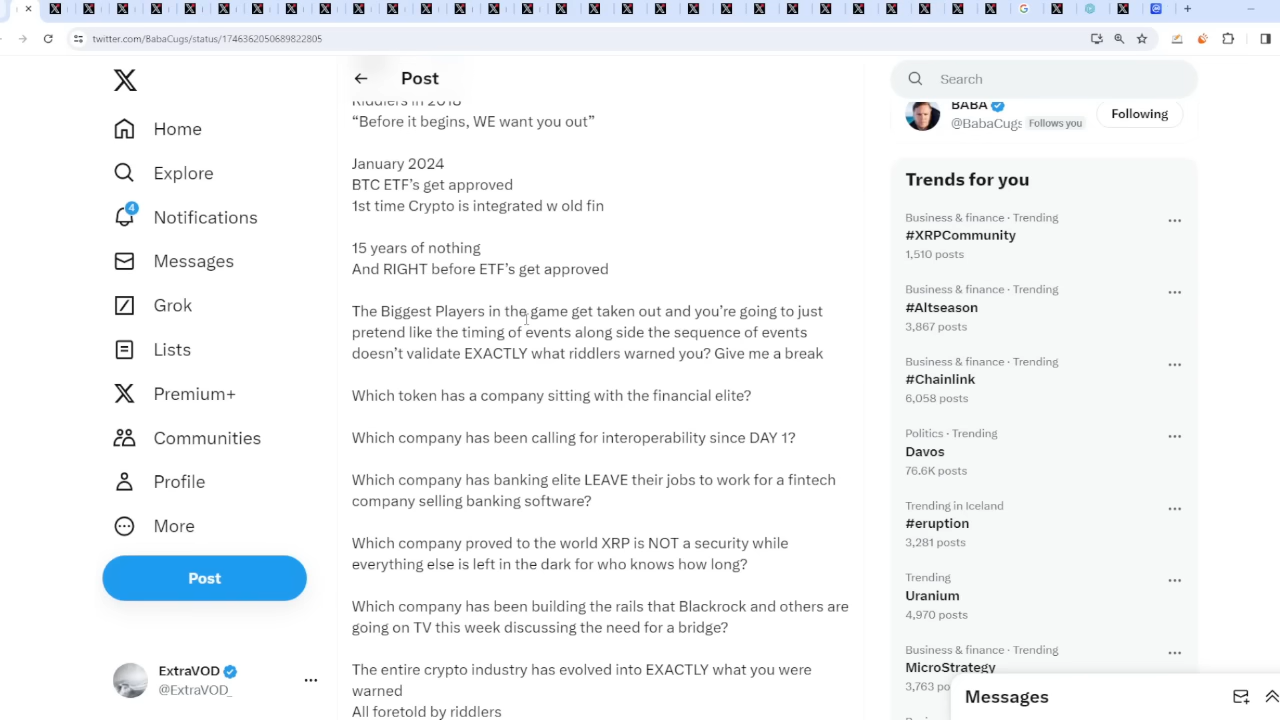 twitter.com/BabaCugs/status/1746362050689822805
Home
Explore
4
Notifications
Messages
Grok
Lists
Premium+
Communities
Profile
More
Post
ExtraVOD
@ExtraVOD_
Post
Riddlers in 2018
“Before it begins, WE want you out”
January 2024
BTC ETF’s get approved
1st time Crypto is integrated w old fin
15 years of nothing
And RIGHT before ETF’s get approved
The Biggest Players in the game get taken out and you’re going to just
pretend like the timing of events along side the sequence of events
doesn’t validate EXACTLY what riddlers warned you? Give me a break
Which token has a company sitting with the financial elite?
Which company has been calling for interoperability since DAY 1?
Which company has banking elite LEAVE their jobs to work for a fintech
company selling banking software?
Which company proved to the world XRP is NOT a security while
everything else is left in the dark for who knows how long?
Which company has been building the rails that Blackrock and others are
going on TV this week discussing the need for a bridge?
The entire crypto industry has evolved into EXACTLY what you were
warned
All foretold by riddlers
Search
BABA
@BabaCugs Follows you
Following
Trends for you
Business & finance · Trending
#XRPCommunity
1,510 posts
Business & finance · Trending
#Altseason
3,867 posts
Business & finance · Trending
#Chainlink
6,058 posts
Politics · Trending
Davos
76.6K posts
Trending in Iceland
#eruption
3,281 posts
Trending
Uranium
4,970 posts
Business & finance · Trending
MicroStrategy
3,763 po
Messages